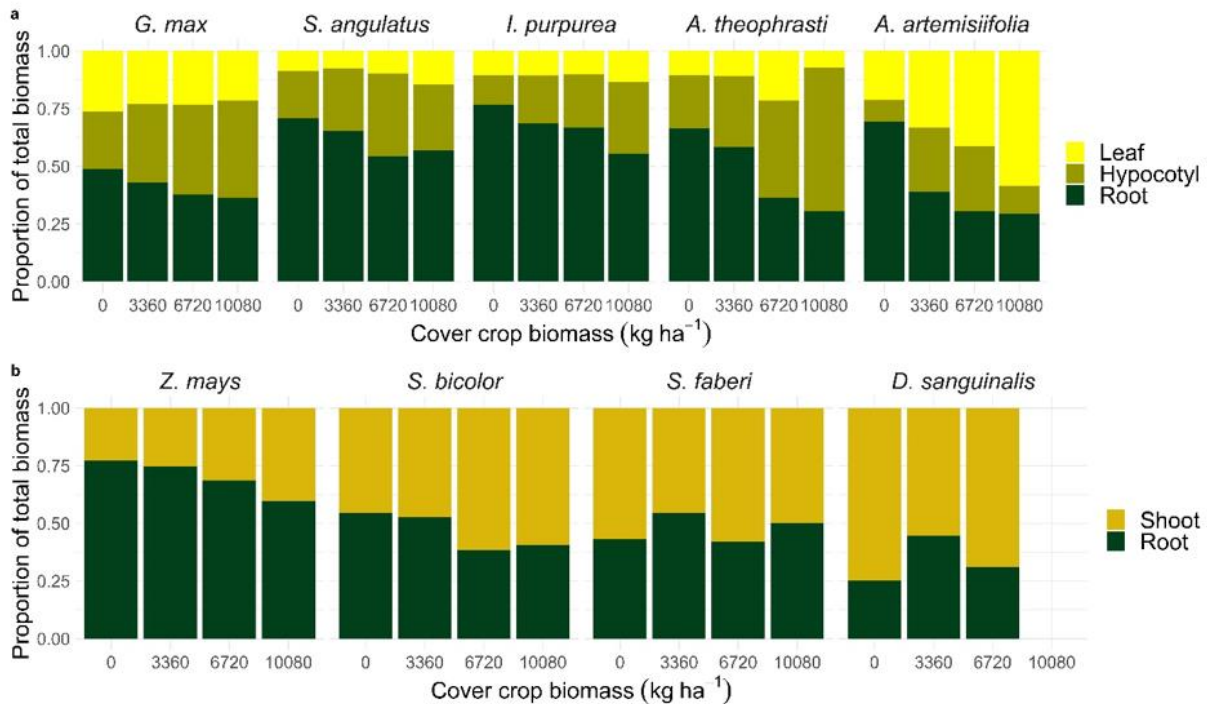 a
G. max S. angulatus I. purpurea A. theophrasti A. artemisiifolia
Proportion of total biomass
1.00
0.75
0.50
0.25
0.00
0 3360 6720 10080 0 3360 6720 10080 0 3360 6720 10080 0 3360 6720 10080 0 3360 6720 10080
Cover crop biomass (kg ha⁻¹)
Leaf
Hypocotyl
Root
b
Z. mays S. bicolor S. faberi D. sanguinalis
Proportion of total biomass
1.00
0.75
0.50
0.25
0.00
0 3360 6720 10080 0 3360 6720 10080 0 3360 6720 10080 0 3360 6720 10080
Cover crop biomass (kg ha⁻¹)
Shoot
Root